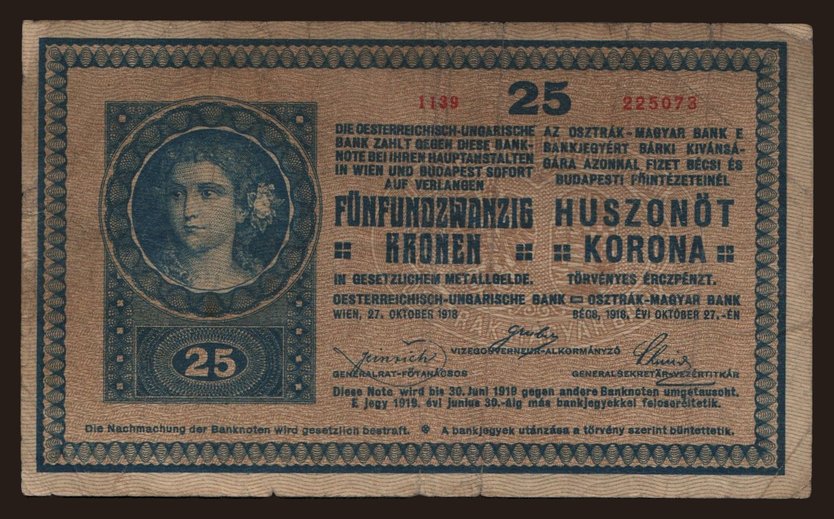 1139 25 225073
DIE OESTERREICHISCH-UNGARISCHE
BANK ZAHLT GEGEN DIESE BANK-
NOTE BEI IHREN HAUPTANSTALTEN
IN WIEN UND BUDAPEST SOFORT
AUF VERLANGEN
FÜNFUNDZWANZIG
KRONEN
IN GESETZLICHEM METALLGELDE.
AZ OSZTRÁK-MAGYAR BANK E
BANKJEGYÉRT BÁRKI KIVÁNSÁ-
GÁRA AZONNAL FIZET BÉCSI ÉS
BUDAPESTI FŐINTÉZETEINÉL
HUSZONÖT
KORONA
TÖRVÉNYES ÉRCZPÉNZT.
OESTERREICHISCH-UNGARISCHE BANK OSZTRÁK-MAGYAR BANK
WIEN, 27. OKTOBER 1918 BÉCS, 1918. ÉVI OKTOBER 27.-ÉN
VIZEGOUVERNEUR-ALKORMÁNYZÓ
GENERALRAT-FŐTANÁCSOS GENERALSEKRETÄR-VEZÉRTITKÁR
25
Diese Note wird bis 30. Juni 1919 gegen andere Banknoten umgetauscht.
E jegy 1919. évi junius 30.-áig más bankjegyekkel felcseréltetik.
Die Nachmachung der Banknoten wird gesetzlich bestraft. A bankjegyek utánzása a törvény szerint büntettetik.